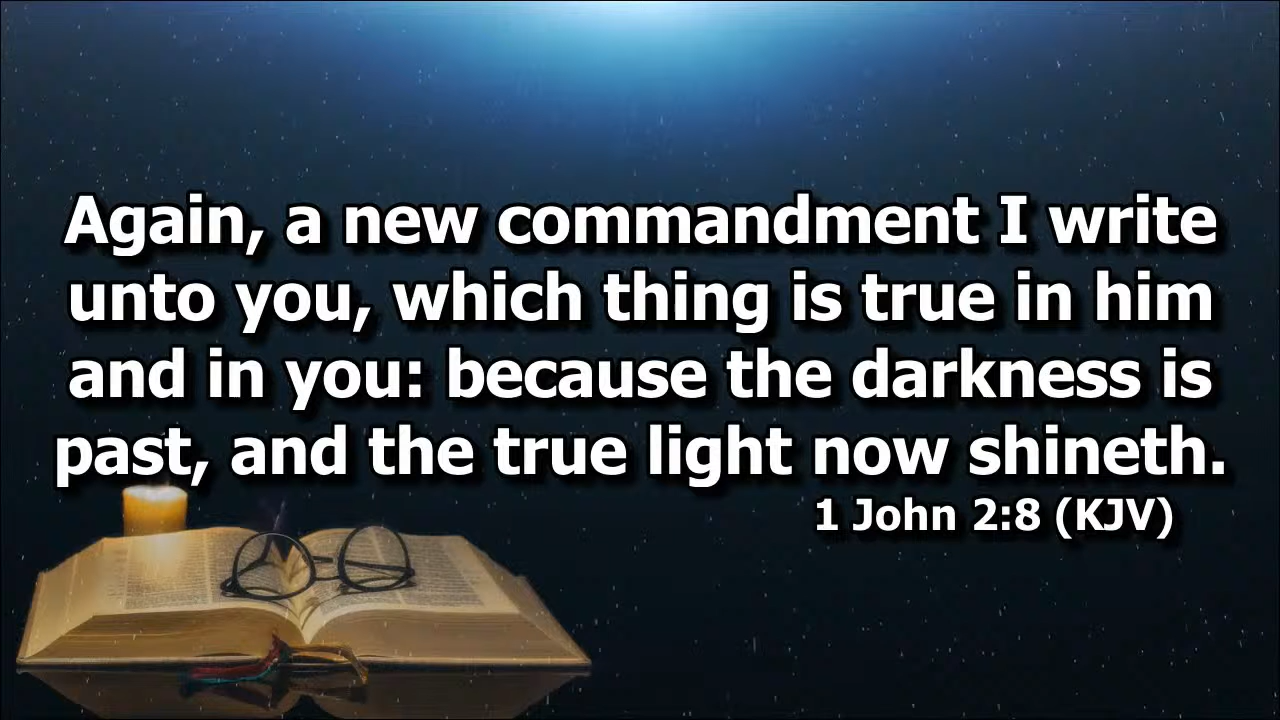 Again, a new commandment I write
unto you, which thing is true in him
and in you: because the darkness is
past, and the true light now shineth.
1 John 2:8 (KJV)